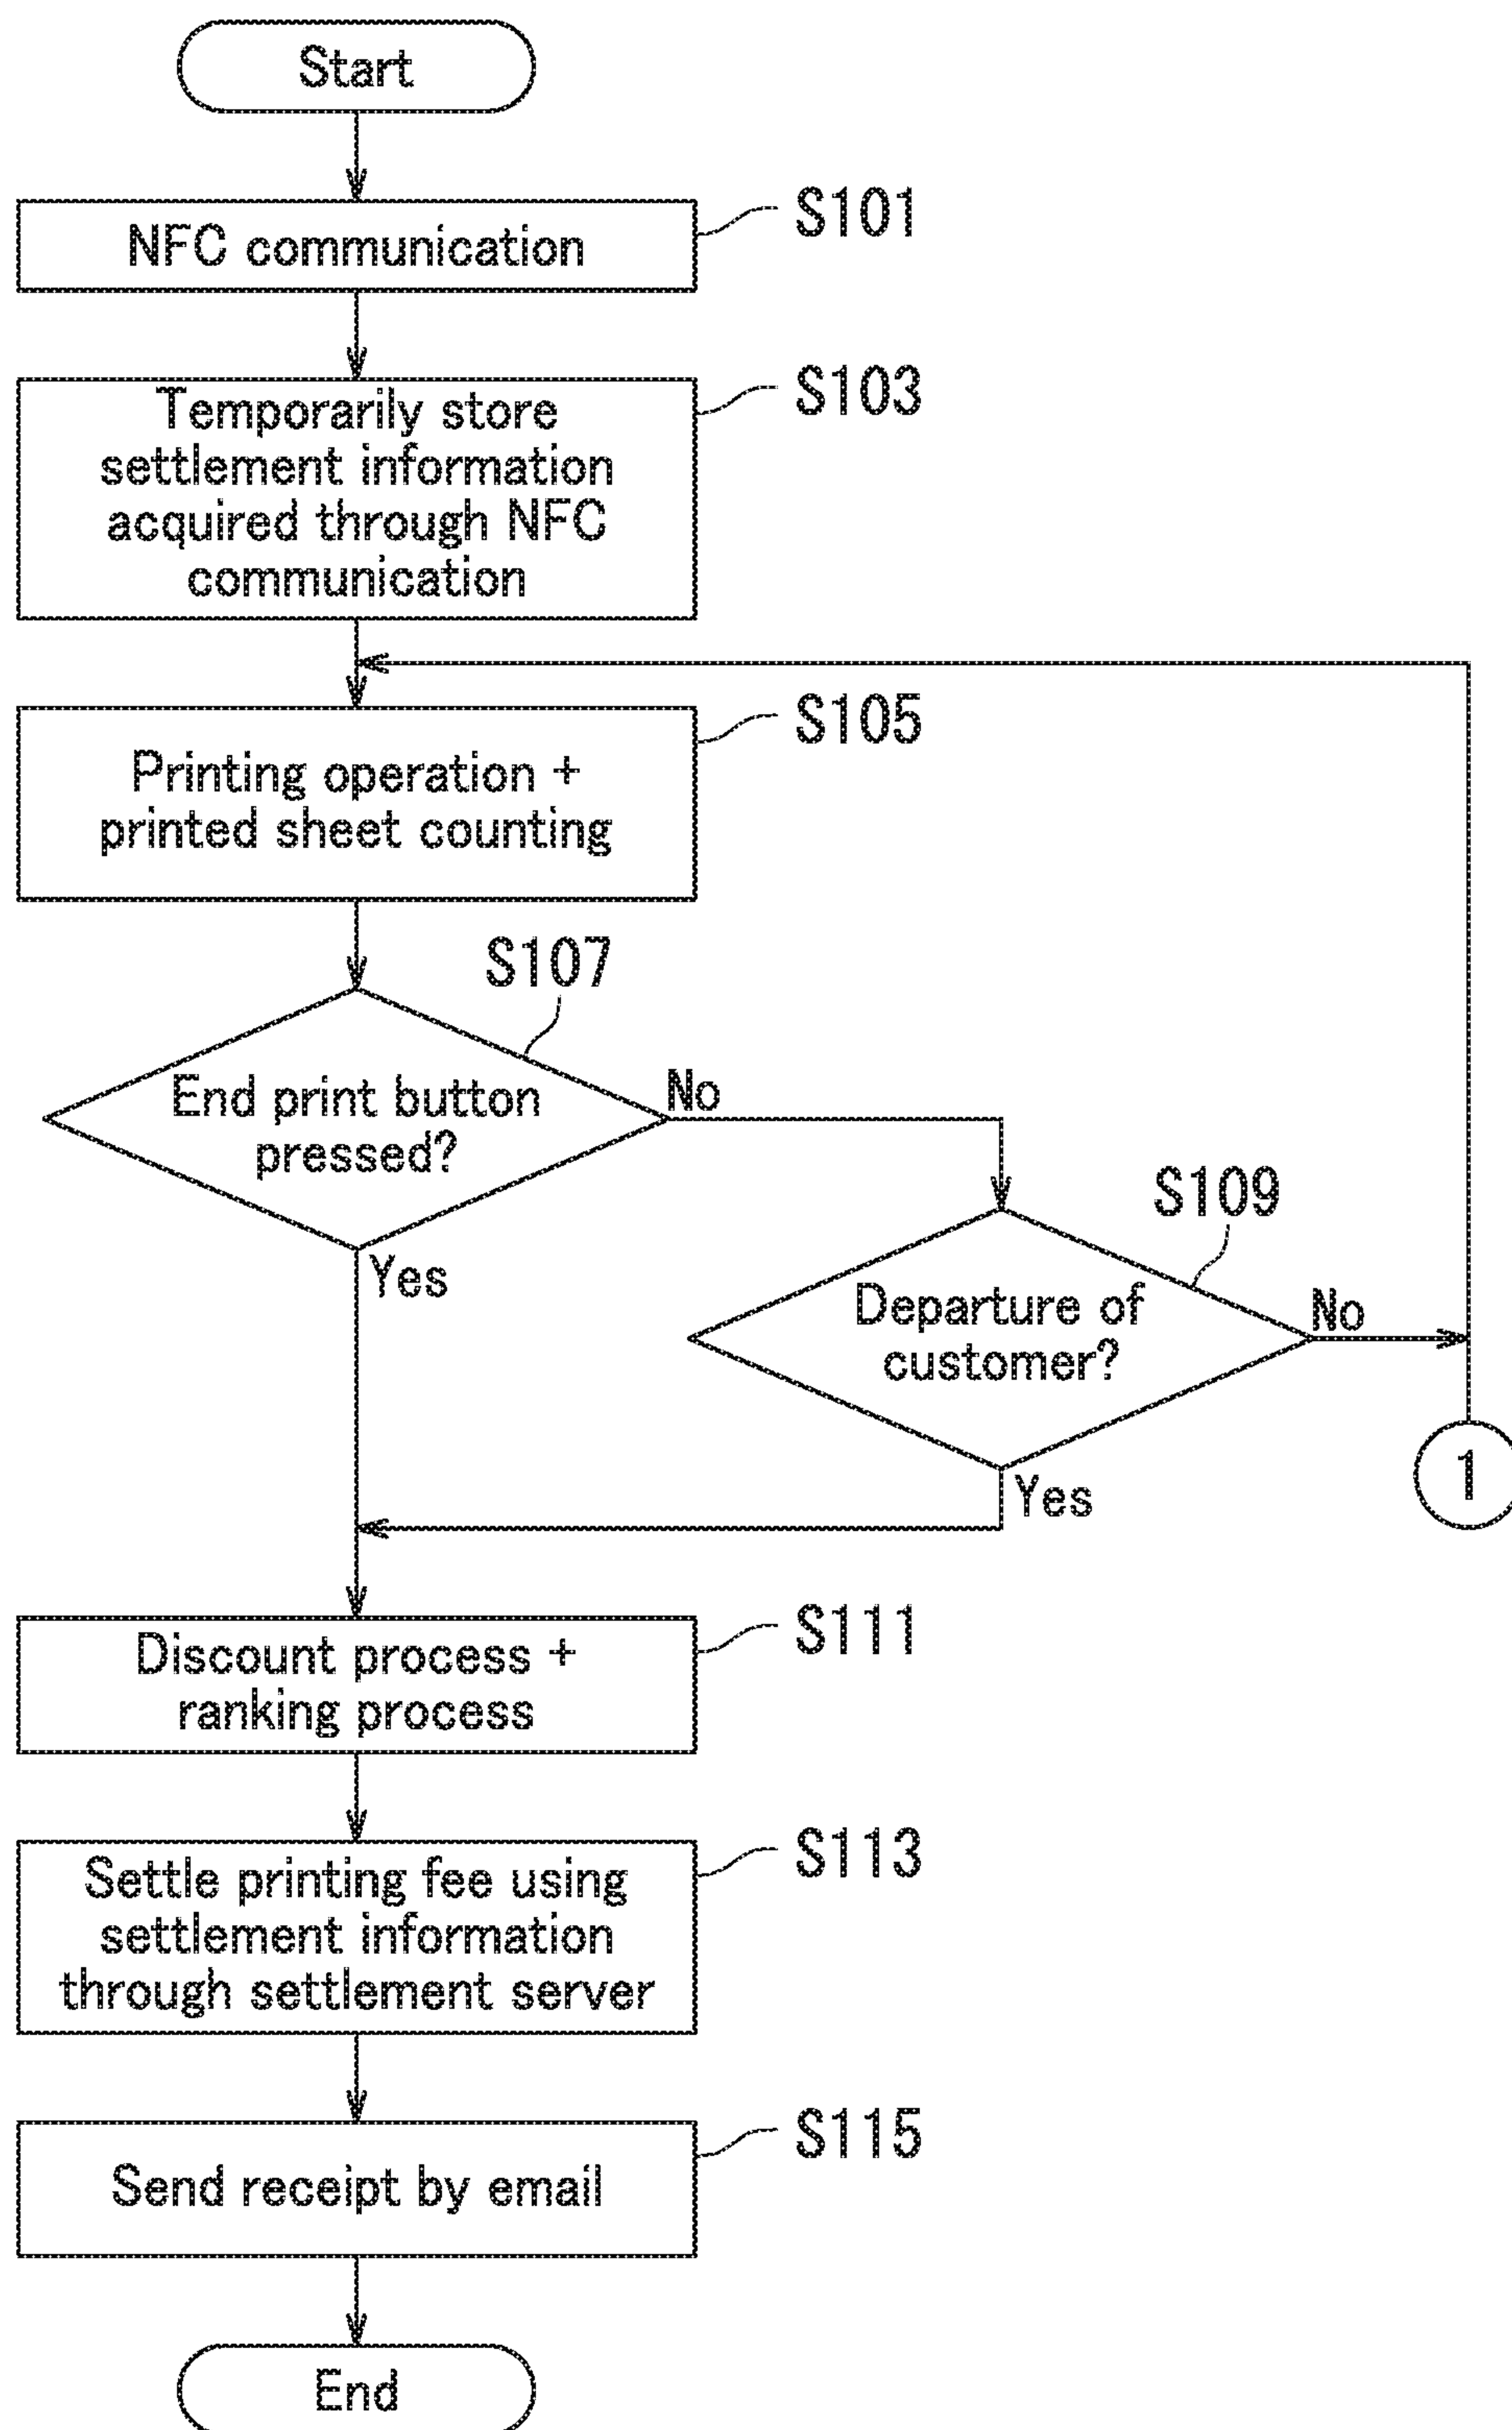 Start
NFC communication
S101
Temporarily store
settlement information
acquired through NFC
communication
S103
Printing operation +
printed sheet counting
S105
End print button
pressed?
S107
No
Yes
Departure of
customer?
S109
No
Yes
1
Discount process +
ranking process
S111
Settle printing fee using
settlement information
through settlement server
S113
Send receipt by email
S115
End